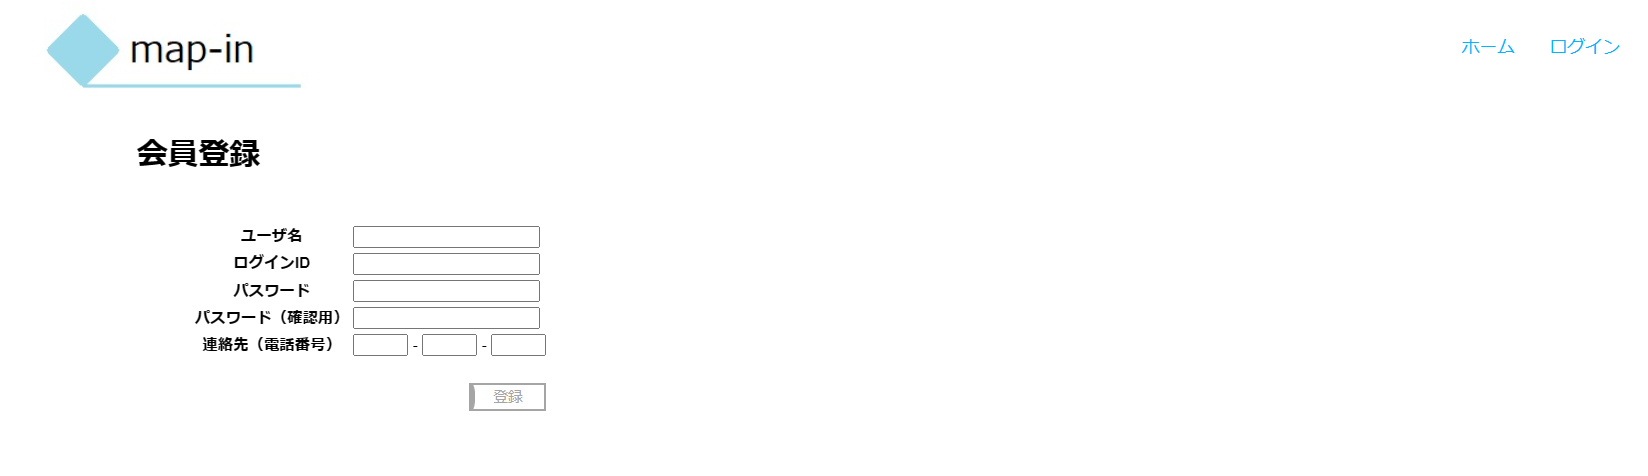 map-in
ホーム ログイン
会員登録
ユーザ名
ログインID
パスワード
パスワード（確認用）
連絡先（電話番号） - -
登録